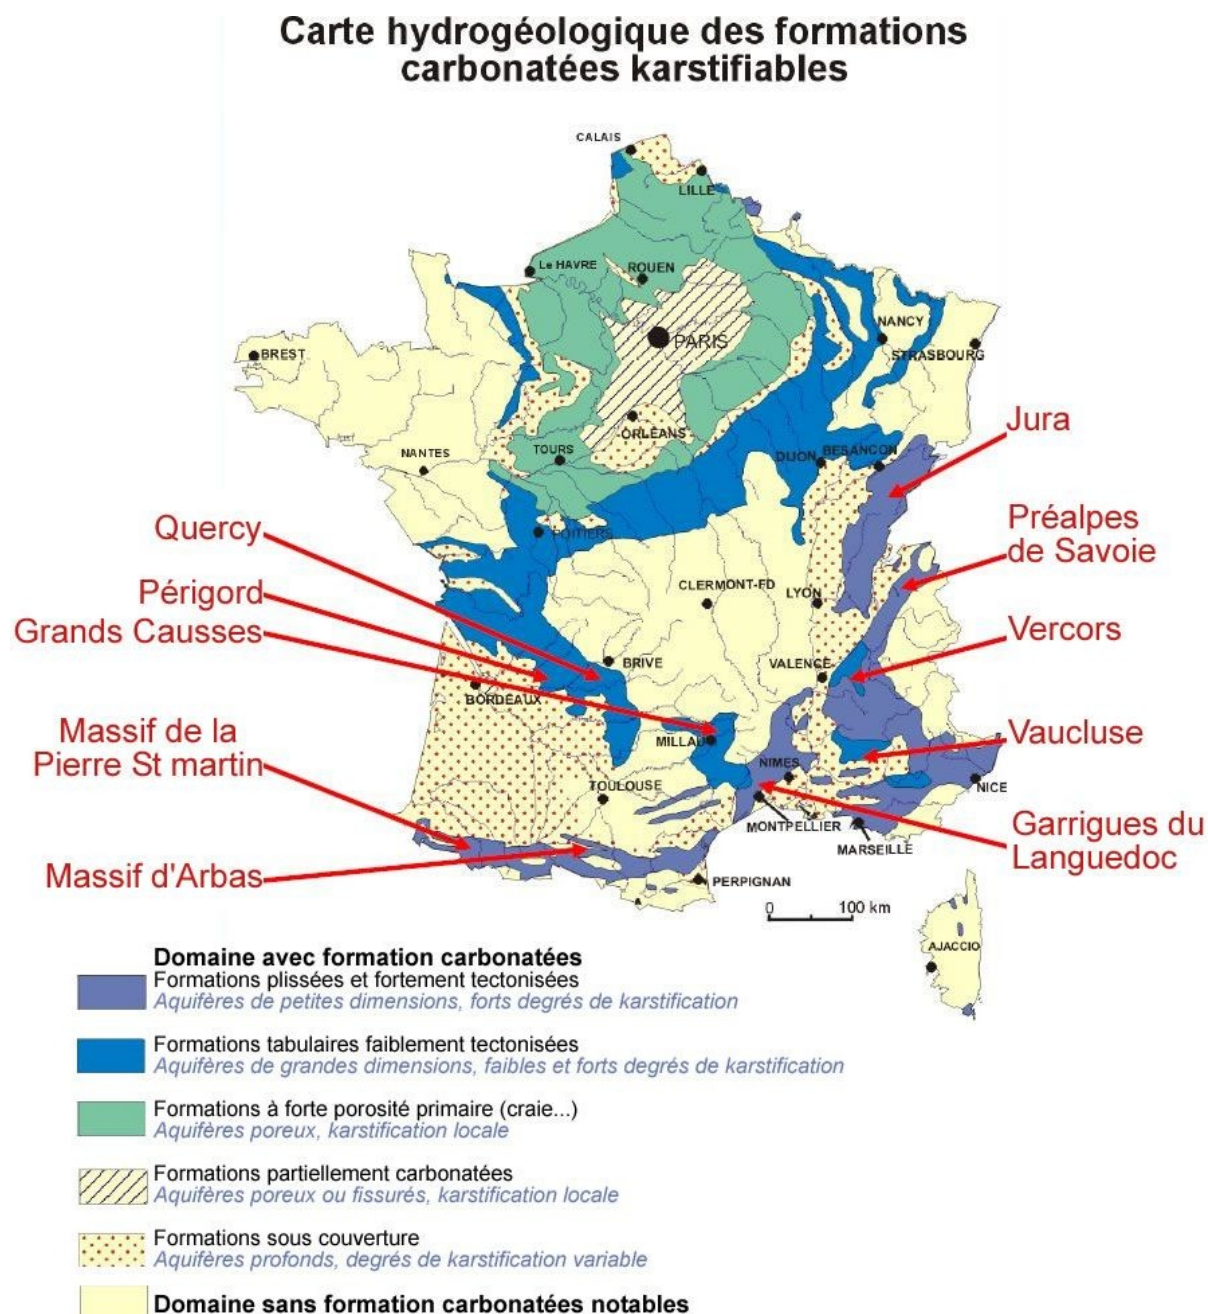 Carte hydrogéologique des formations
carbonatées karstifiables
CALAIS
LILLE
Le HAVRE
ROUEN
PARIS
NANCY
STRASBOURG
BREST
ORLÉANS
Jura
NANTES
TOURS
DIJON
BESANCON
Quercy
POITIERS
Préalpes
de Savoie
Périgord
CLERMONT-FD
LYON
Grands Causses
Vercors
BRIVE
VALENCE
BORDEAUX
Massif de la
Pierre St martin
MILLAU
Vaucluse
NIMES
TOULOUSE
NICE
MONTPELLIER
Garrigues du
Languedoc
MARSEILLE
Massif d'Arbas
PERPIGNAN
0 100 km
AJACCIO
Domaine avec formation carbonatées
Formations plissées et fortement tectonisées
Aquifères de petites dimensions, forts degrés de karstification
Formations tabulaires faiblement tectonisées
Aquifères de grandes dimensions, faibles et forts degrés de karstification
Formations à forte porosité primaire (craie...)
Aquifères poreux, karstification locale
Formations partiellement carbonatées
Aquifères poreux ou fissurés, karstification locale
Formations sous couverture
Aquifères profonds, degrés de karstification variable
Domaine sans formation carbonatées notables